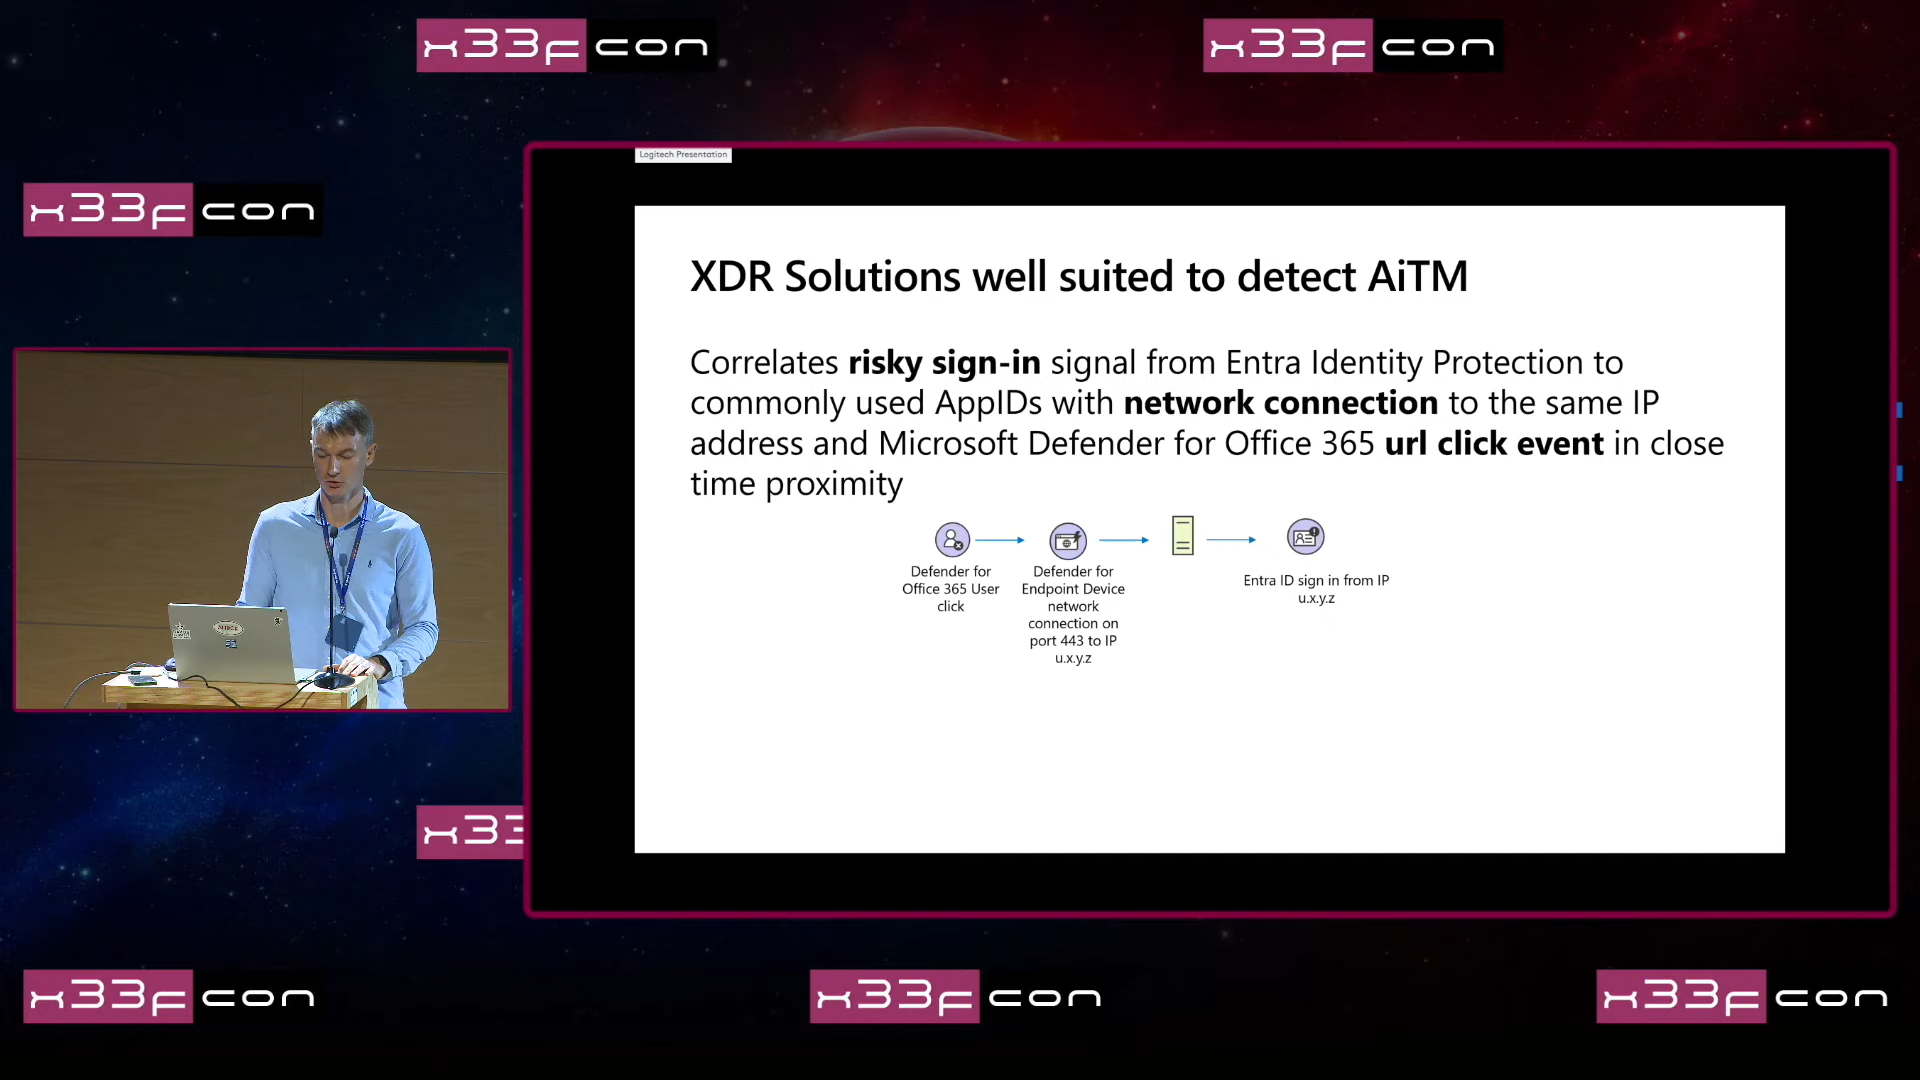 x33fcon
x33fcon
x33fcon
Logitech Presentation
XDR Solutions well suited to detect AiTM
Correlates risky sign-in signal from Entra Identity Protection to
commonly used AppIDs with network connection to the same IP
address and Microsoft Defender for Office 365 url click event in close
time proximity
Defender for
Office 365 User
click
Defender for
Endpoint Device
network
connection on
port 443 to IP
u.x.y.z
Entra ID sign in from IP
u.x.y.z
x33
x33fcon
x33fcon
x33fcon